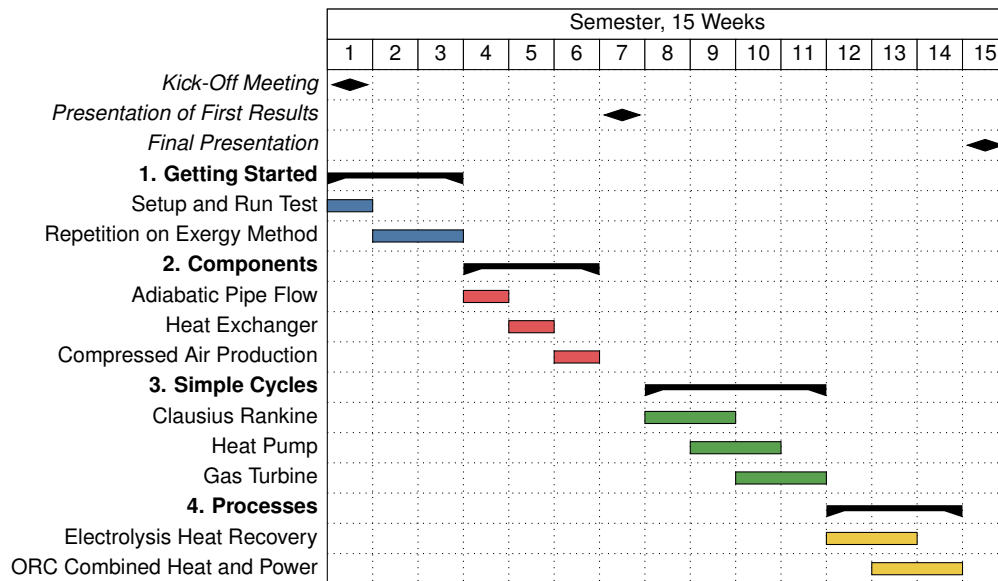 Semester, 15 Weeks
1 2 3 4 5 6 7 8 9 10 11 12 13 14 15
Kick-Off Meeting
Presentation of First Results
Final Presentation
1. Getting Started
Setup and Run Test
Repetition on Exergy Method
2. Components
Adiabatic Pipe Flow
Heat Exchanger
Compressed Air Production
3. Simple Cycles
Clausius Rankine
Heat Pump
Gas Turbine
4. Processes
Electrolysis Heat Recovery
ORC Combined Heat and Power